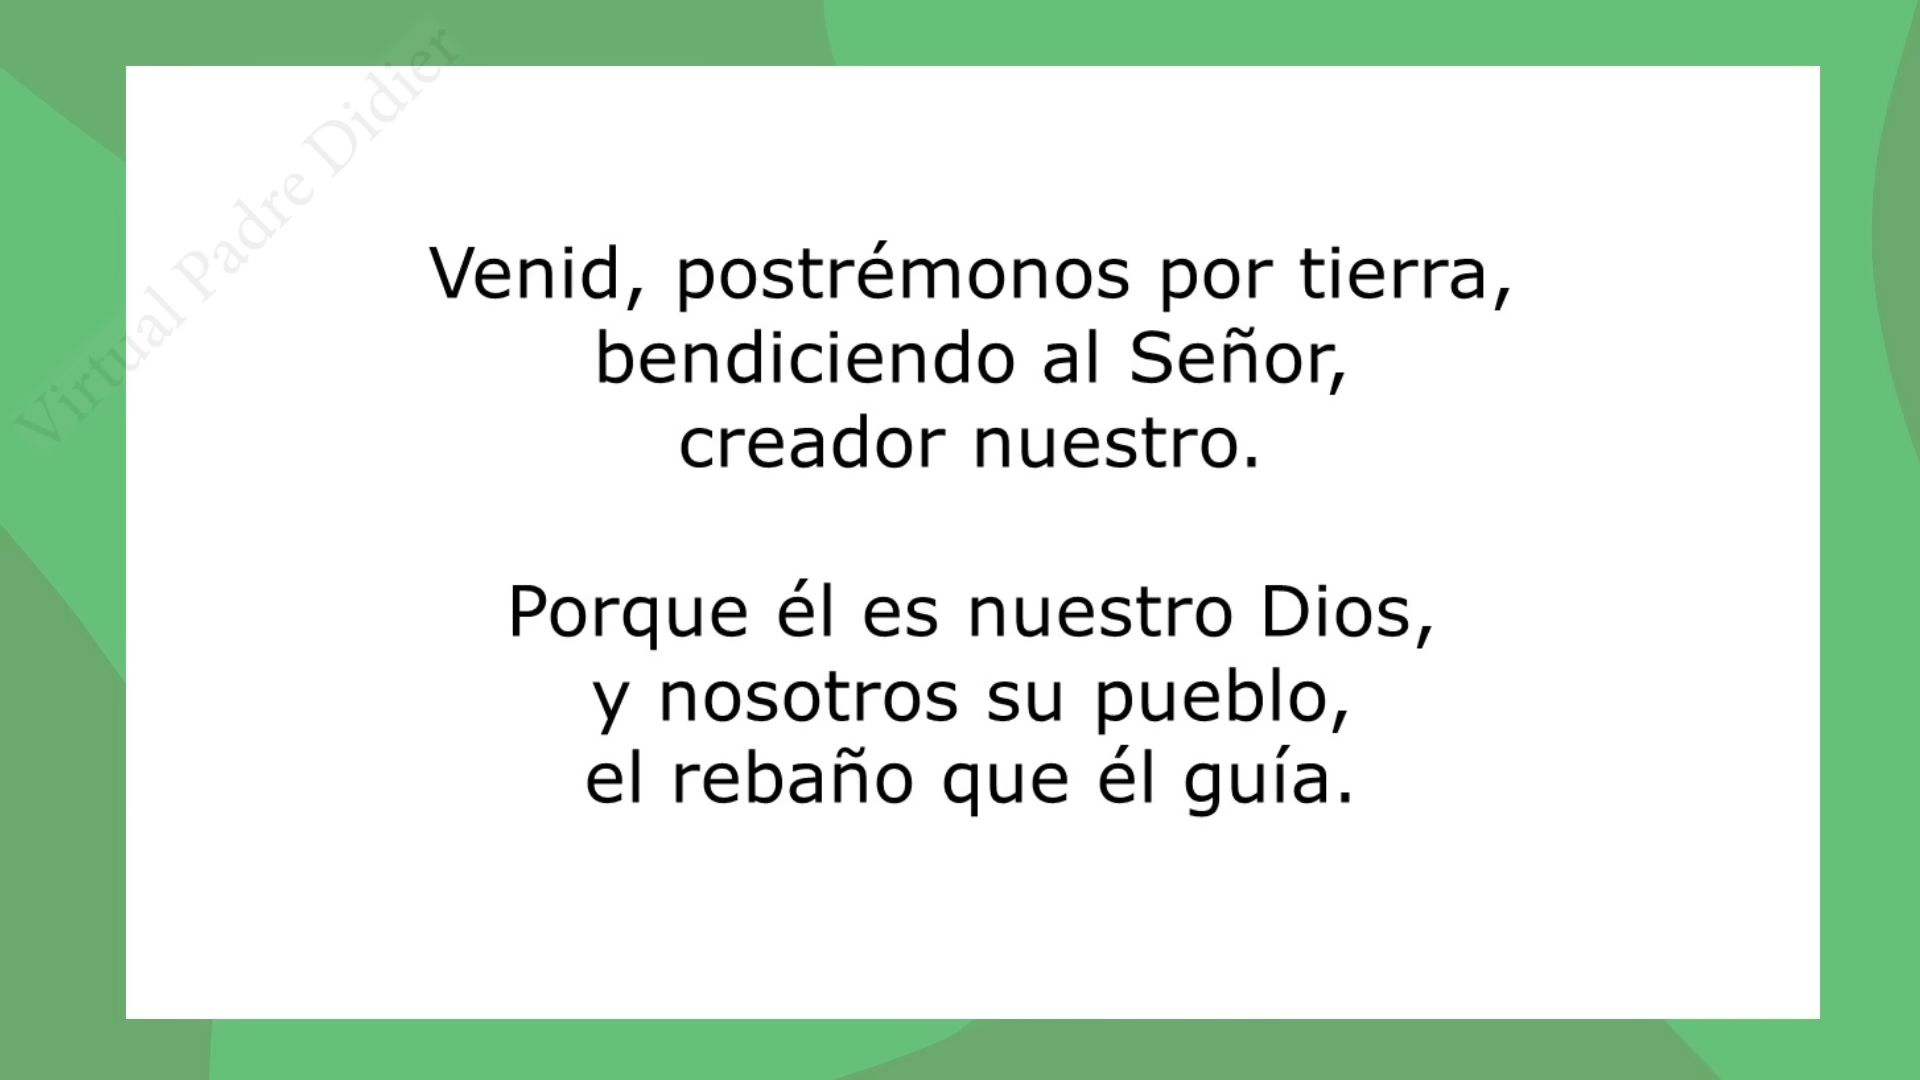 Virtual Padre Didier
Venid, postrémonos por tierra,
bendiciendo al Señor,
creador nuestro.
Porque él es nuestro Dios,
y nosotros su pueblo,
el rebaño que él guía.